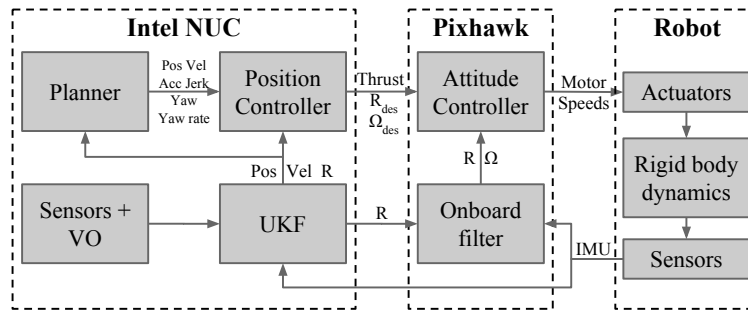 Intel NUC
Pixhawk
Robot
Planner
Pos Vel
Acc Jerk
Yaw
Yaw rate
Position
Controller
Thrust
R_des
Ω_des
Attitude
Controller
Motor
Speeds
Actuators
Rigid body
dynamics
Pos Vel R
R Ω
Sensors +
VO
UKF
R
Onboard
filter
IMU
Sensors